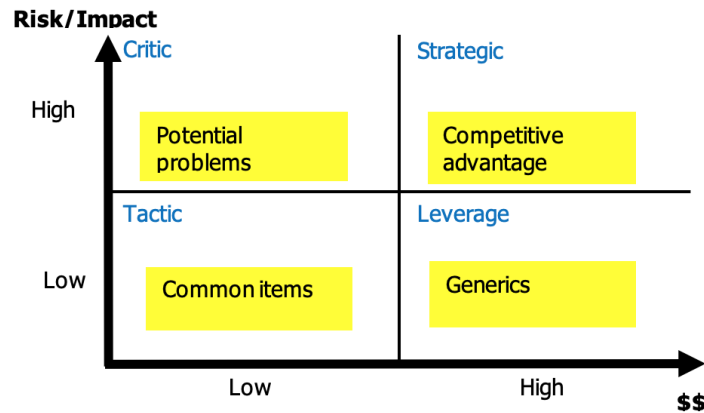 Risk/Impact
Critic
Strategic
High
Potential
problems
Competitive
advantage
Tactic
Leverage
Low
Common items
Generics
Low
High
$$